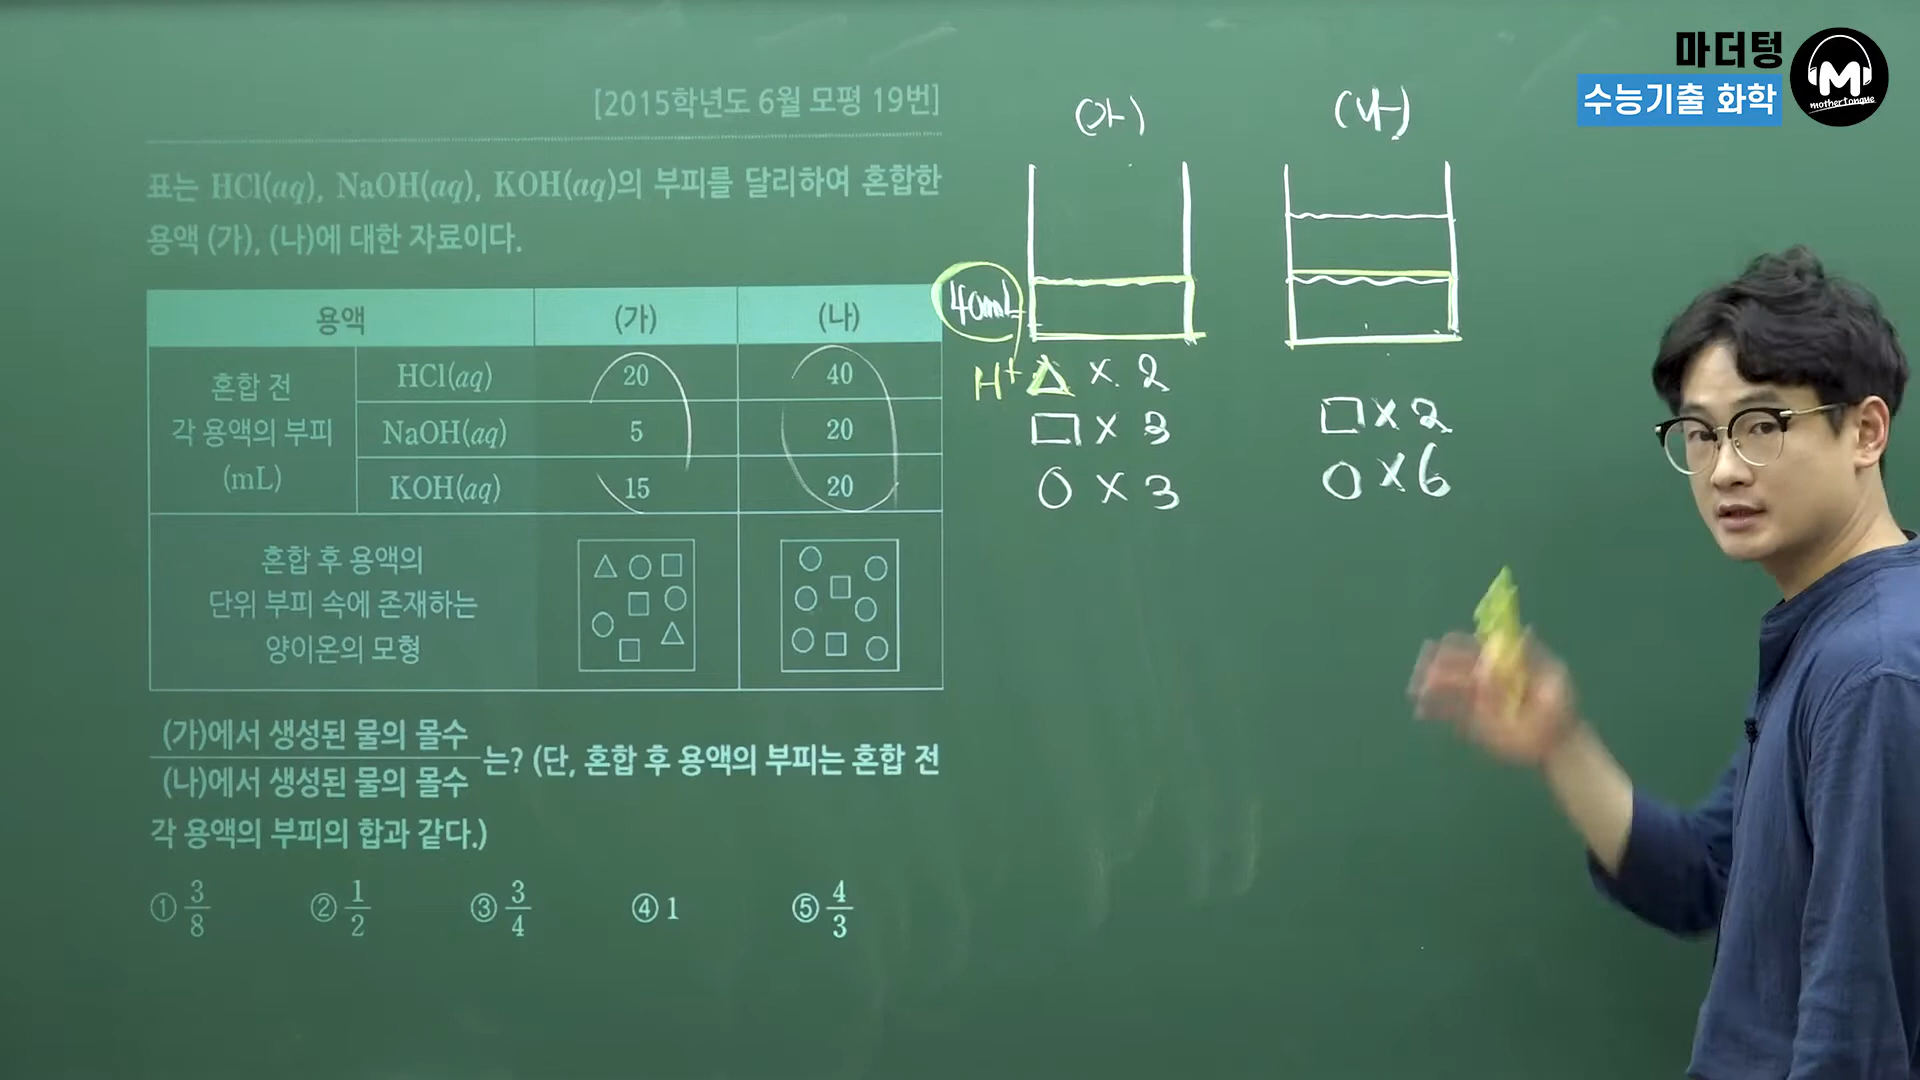 마더텅
수능기출 화학
mothertongue
[2015학년도 6월 모평 19번]
표는 HCl(aq), NaOH(aq), KOH(aq)의 부피를 달리하여 혼합한
용액 (가), (나)에 대한 자료이다.
용액 (가) (나)
혼합 전
각 용액의 부피
(mL)
HCl(aq) 20 40
NaOH(aq) 5 20
KOH(aq) 15 20
혼합 후 용액의
단위 부피 속에 존재하는
양이온의 모형
(가)에서 생성된 물의 몰수
(나)에서 생성된 물의 몰수
는? (단, 혼합 후 용액의 부피는 혼합 전
각 용액의 부피의 합과 같다.)
① 3/8 ② 1/2 ③ 3/4 ④ 1 ⑤ 4/3
(가) (나)
40mL
H+ △ × 2
□ × 3
○ × 3
□ × 2
○ × 6